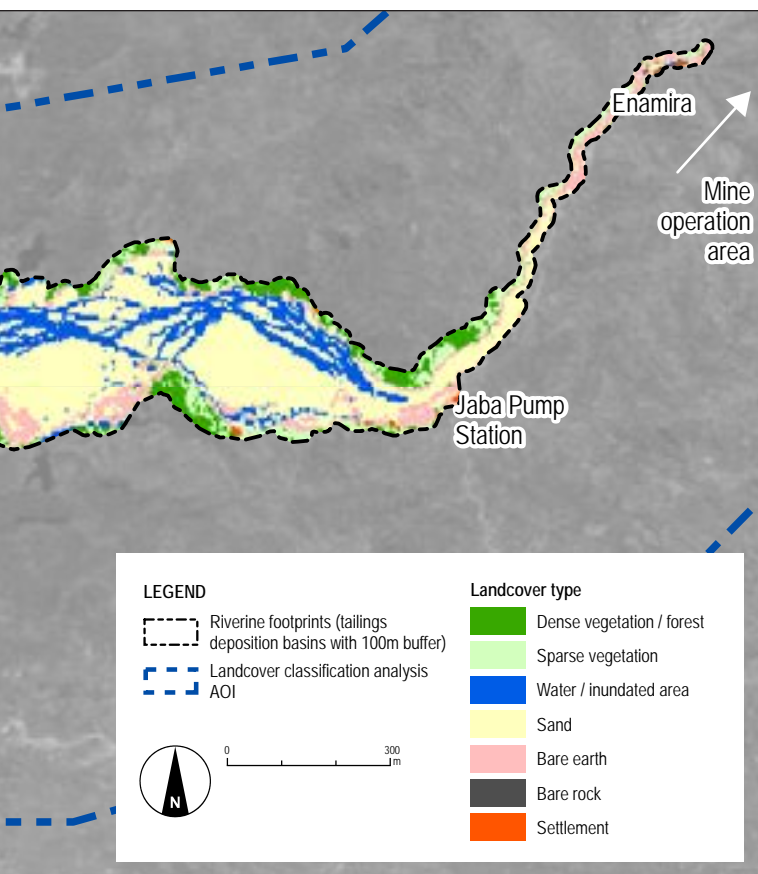 Enamira
Mine
operation
area
Jaba Pump
Station
LEGEND
Riverine footprints (tailings
deposition basins with 100m buffer)
Landcover classification analysis
AOI
0 300
m
N
Landcover type
Dense vegetation / forest
Sparse vegetation
Water / inundated area
Sand
Bare earth
Bare rock
Settlement